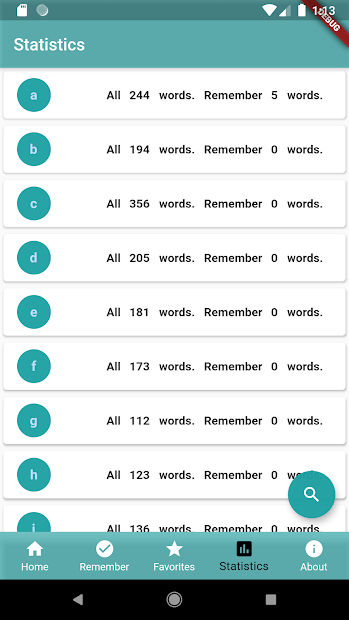 1:13
DEBUG
Statistics
a All 244 words. Remember 5 words.
b All 194 words. Remember 0 words.
c All 356 words. Remember 0 words.
d All 205 words. Remember 0 words.
e All 181 words. Remember 0 words.
f All 173 words. Remember 0 words.
g All 112 words. Remember 0 words.
h All 123 words. Remember 0 words.
i All 136 words. Remember 0 words.
Home Remember Favorites Statistics About